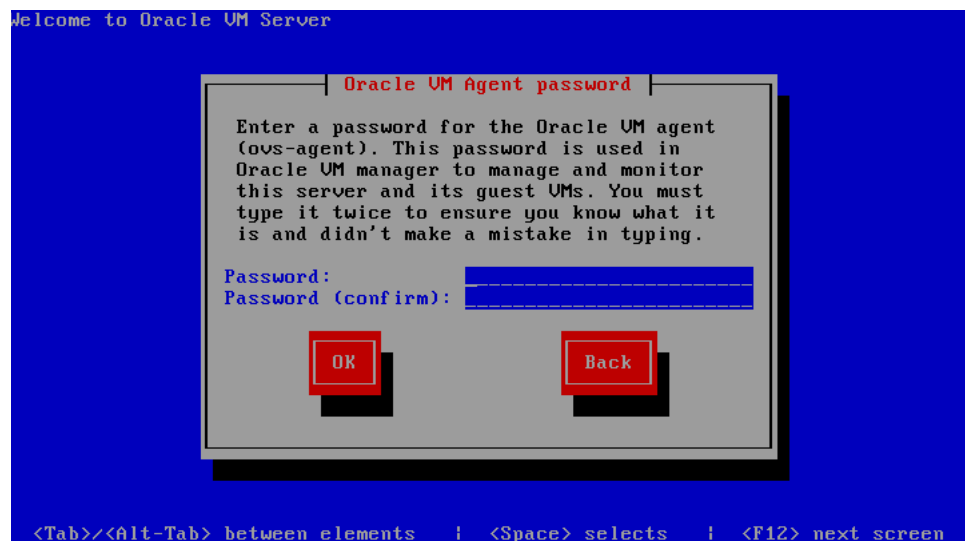 Welcome to Oracle VM Server
Oracle VM Agent password
Enter a password for the Oracle VM agent
(ovs-agent). This password is used in
Oracle VM manager to manage and monitor
this server and its guest VMs. You must
type it twice to ensure you know what it
is and didn't make a mistake in typing.
Password:
Password (confirm):
OK Back
<Tab>/<Alt-Tab> between elements | <Space> selects | <F12> next screen